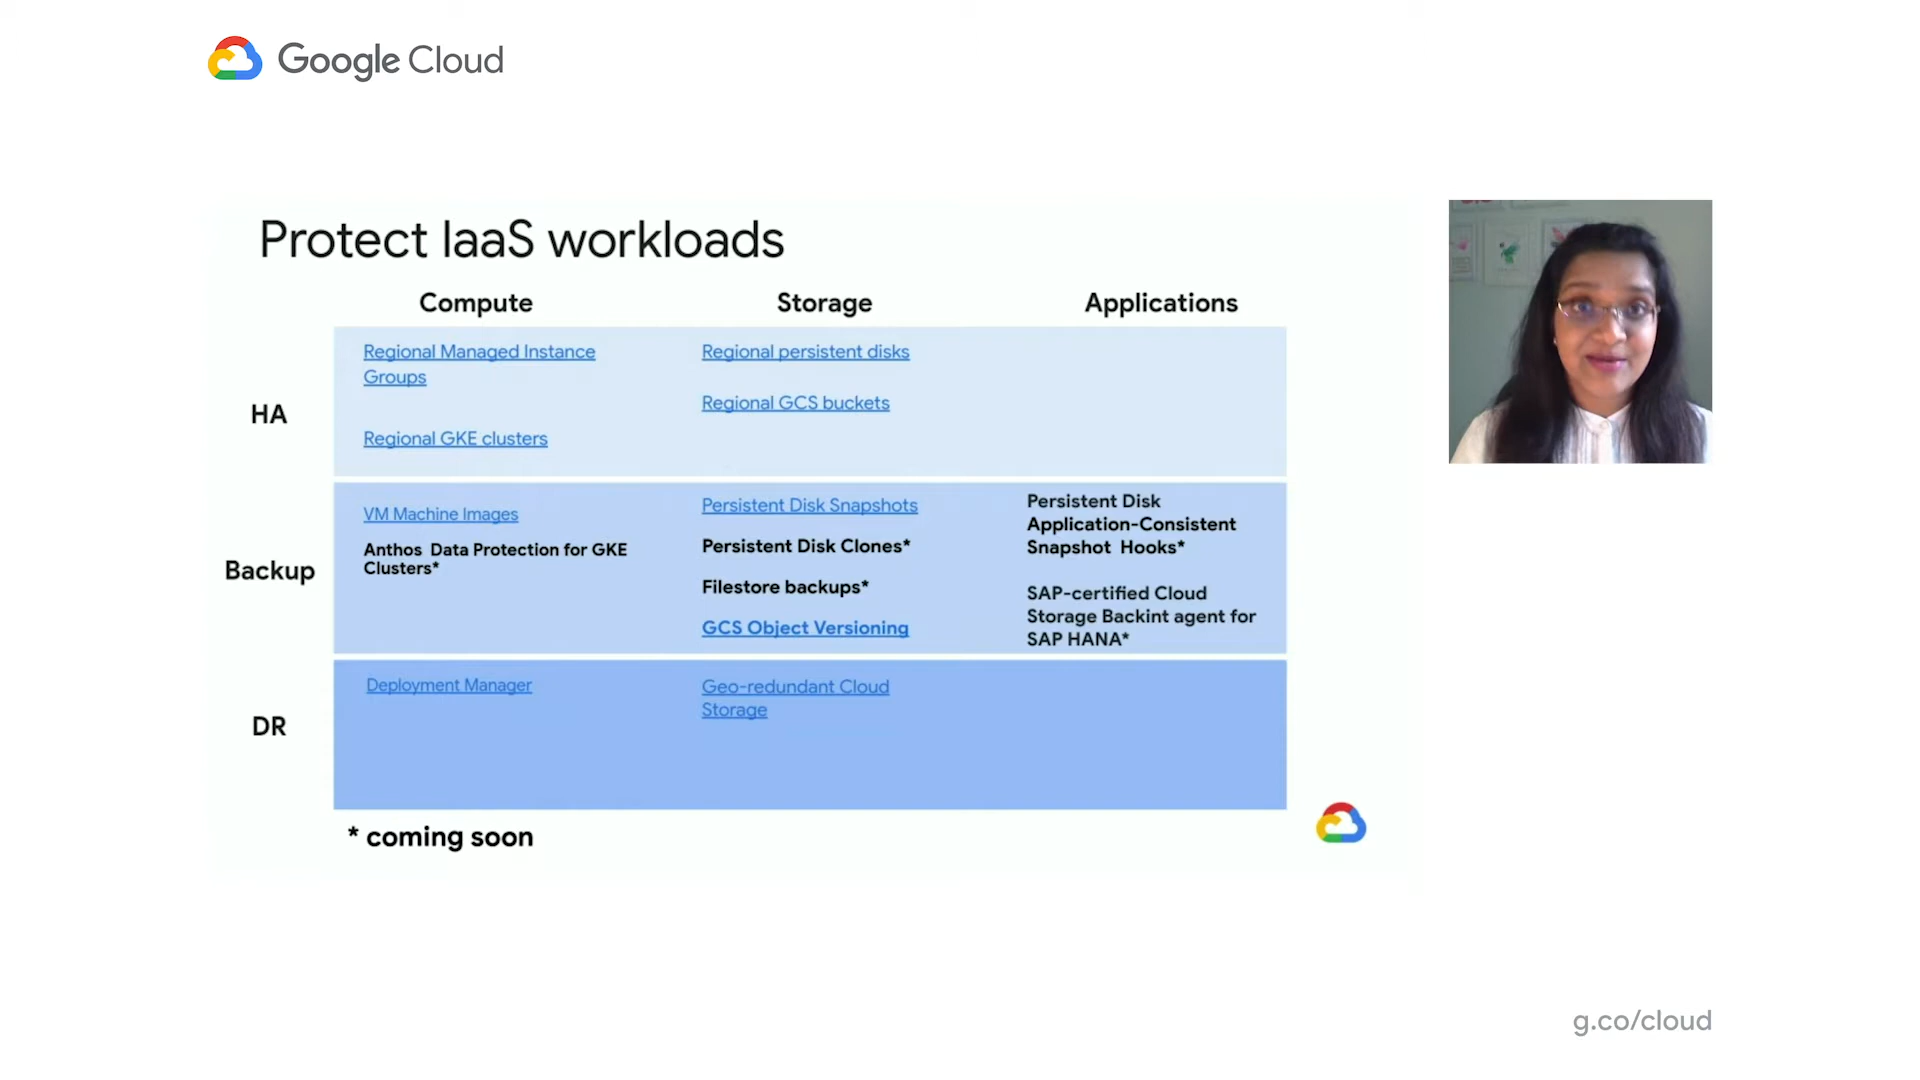 Google Cloud
Protect IaaS workloads
Compute
Storage
Applications
HA
Regional Managed Instance
Groups
Regional GKE clusters
Regional persistent disks
Regional GCS buckets
Backup
VM Machine Images
Anthos Data Protection for GKE
Clusters*
Persistent Disk Snapshots
Persistent Disk Clones*
Filestore backups*
GCS Object Versioning
Persistent Disk
Application-Consistent
Snapshot Hooks*
SAP-certified Cloud
Storage Backint agent for
SAP HANA*
DR
Deployment Manager
Geo-redundant Cloud
Storage
* coming soon
g.co/cloud